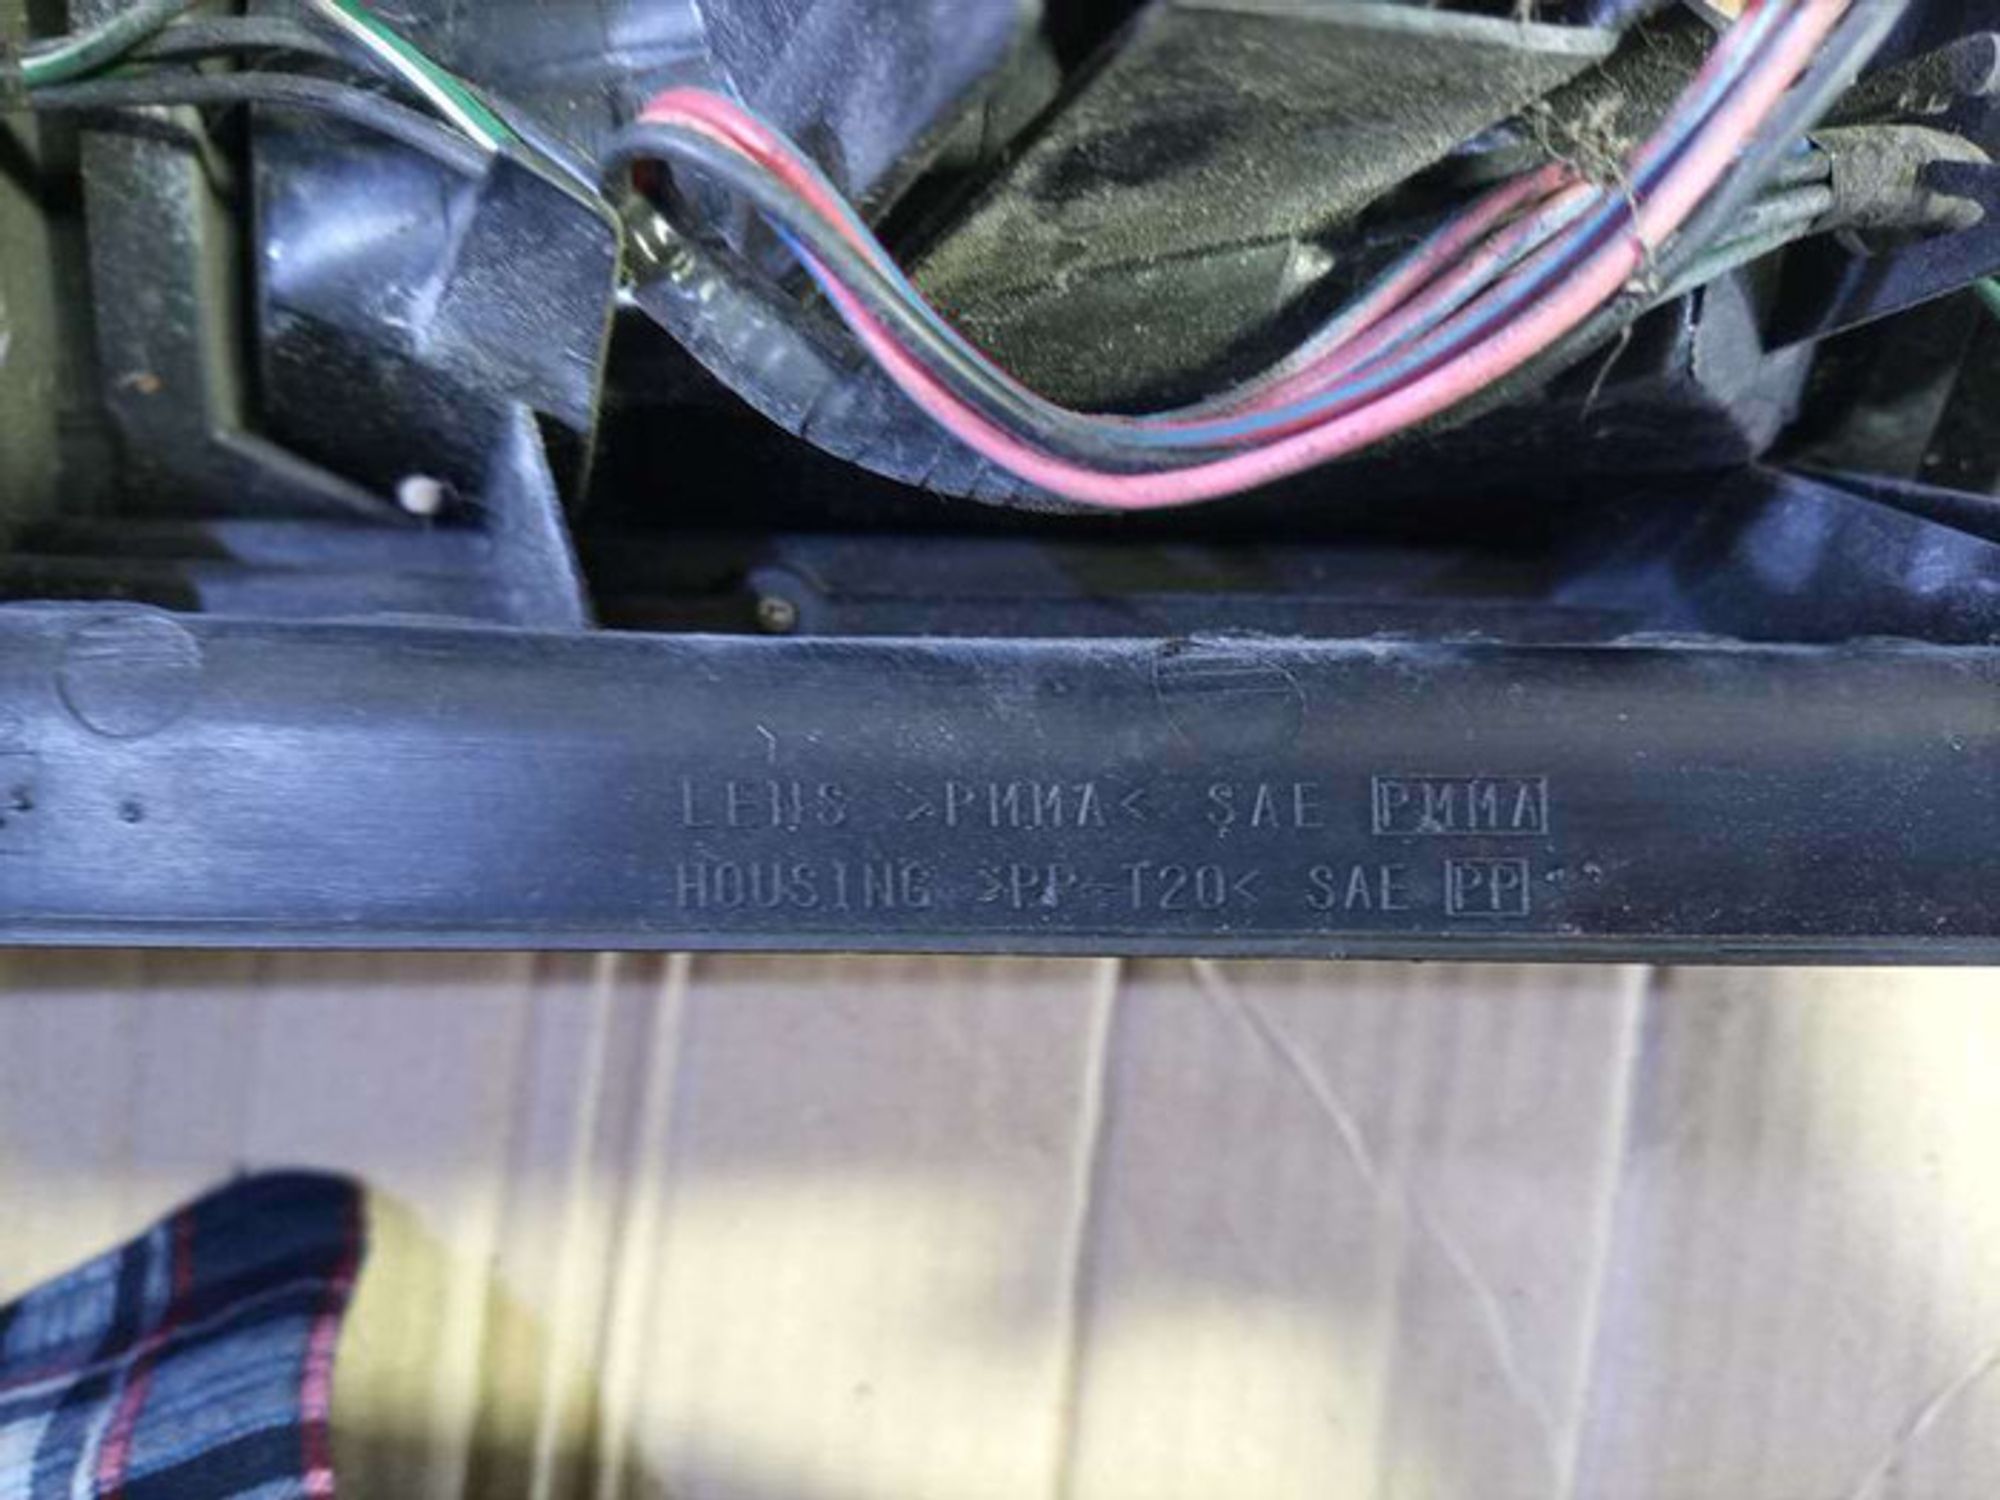 LENS >PMMA< SAE PMMA
HOUSING >PP-T20< SAE PP